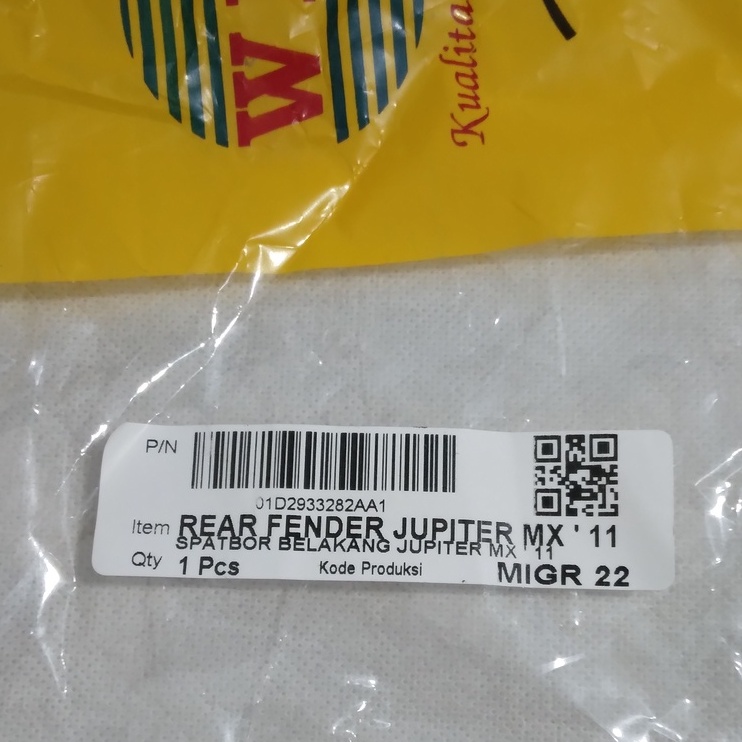 W
Kualita
P/N
01D2933282AA1
Item REAR FENDER JUPITER MX ' 11
SPATBOR BELAKANG JUPITER MX ' 11
Qty 1 Pcs Kode Produksi MIGR 22